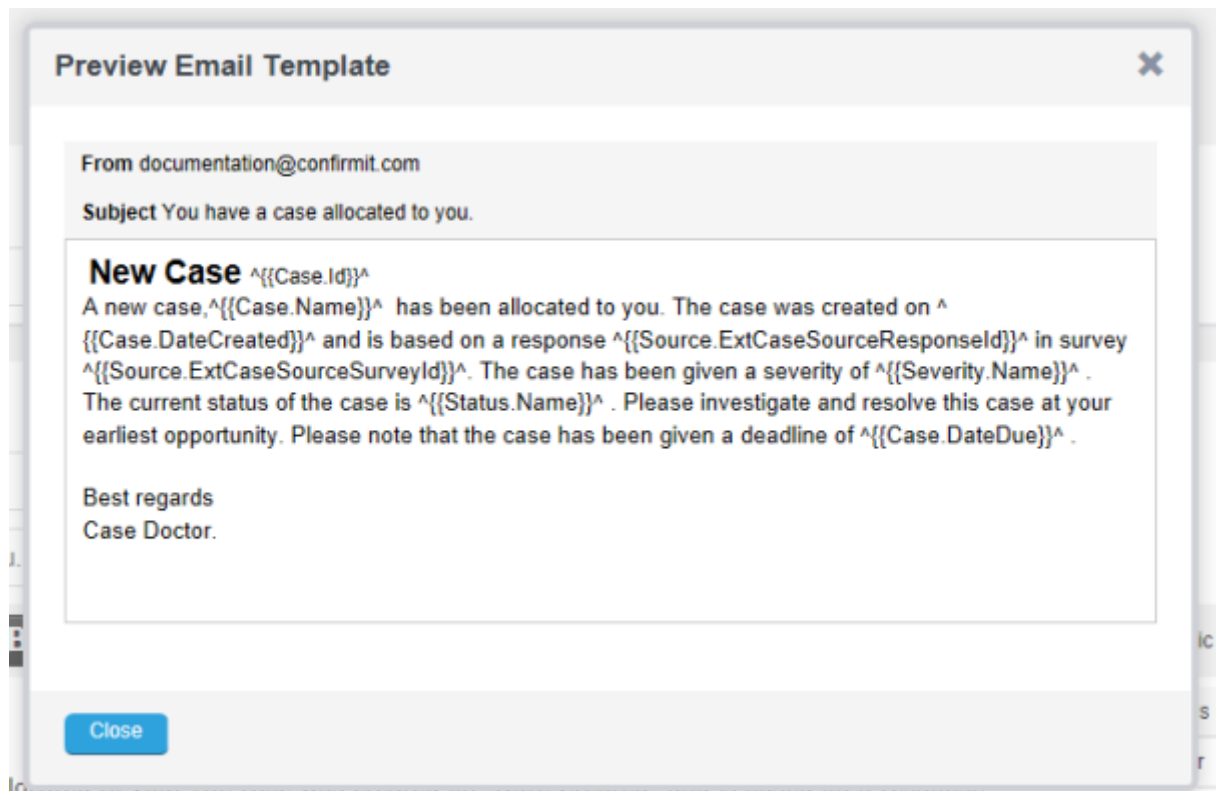 Preview Email Template
From documentation@confirmit.com
Subject You have a case allocated to you.
New Case ^{{Case.Id}}^
A new case,^{{Case.Name}}^  has been allocated to you. The case was created on ^
{{Case.DateCreated}}^ and is based on a response ^{{Source.ExtCaseSourceResponseId}}^ in survey
^{{Source.ExtCaseSourceSurveyId}}^. The case has been given a severity of ^{{Severity.Name}}^ .
The current status of the case is ^{{Status.Name}}^ . Please investigate and resolve this case at your
earliest opportunity. Please note that the case has been given a deadline of ^{{Case.DateDue}}^ .
Best regards
Case Doctor.
Close